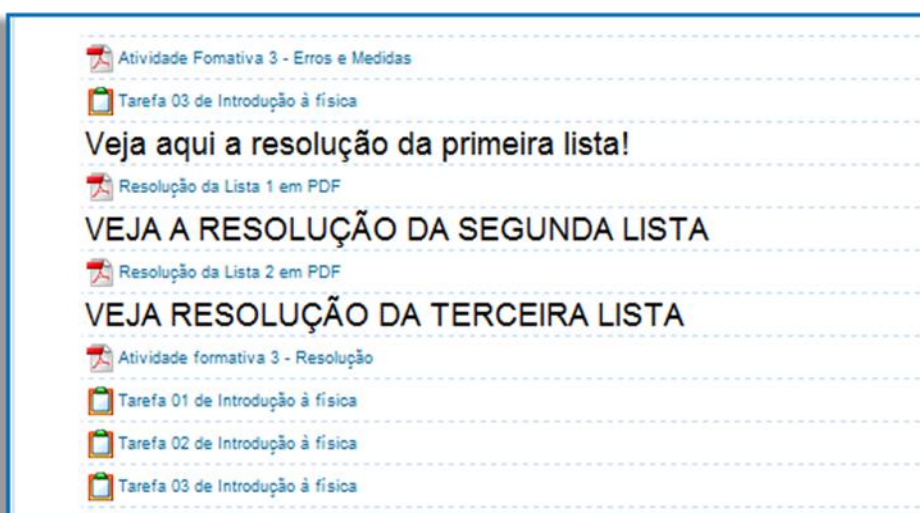 Atividade Fomativa 3 - Erros e Medidas
Tarefa 03 de Introdução à física
Veja aqui a resolução da primeira lista!
Resolução da Lista 1 em PDF
VEJA A RESOLUÇÃO DA SEGUNDA LISTA
Resolução da Lista 2 em PDF
VEJA RESOLUÇÃO DA TERCEIRA LISTA
Atividade formativa 3 - Resolução
Tarefa 01 de Introdução à física
Tarefa 02 de Introdução à física
Tarefa 03 de Introdução à física